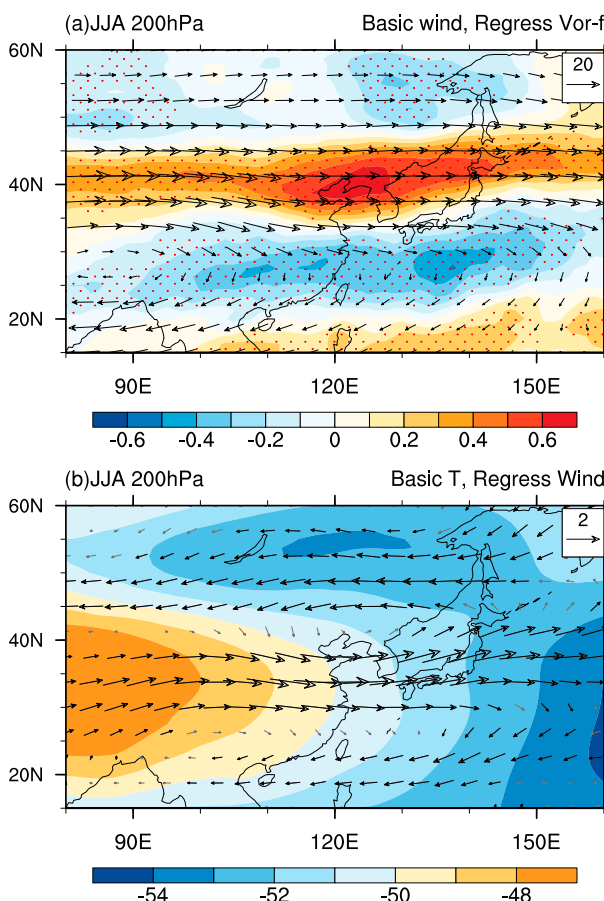 (a)JJA 200hPa Basic wind, Regress Vor-f
60N
20
40N
20N
90E 120E 150E
-0.6 -0.4 -0.2 0 0.2 0.4 0.6
(b)JJA 200hPa Basic T, Regress Wind
60N
2
40N
20N
90E 120E 150E
-54 -52 -50 -48